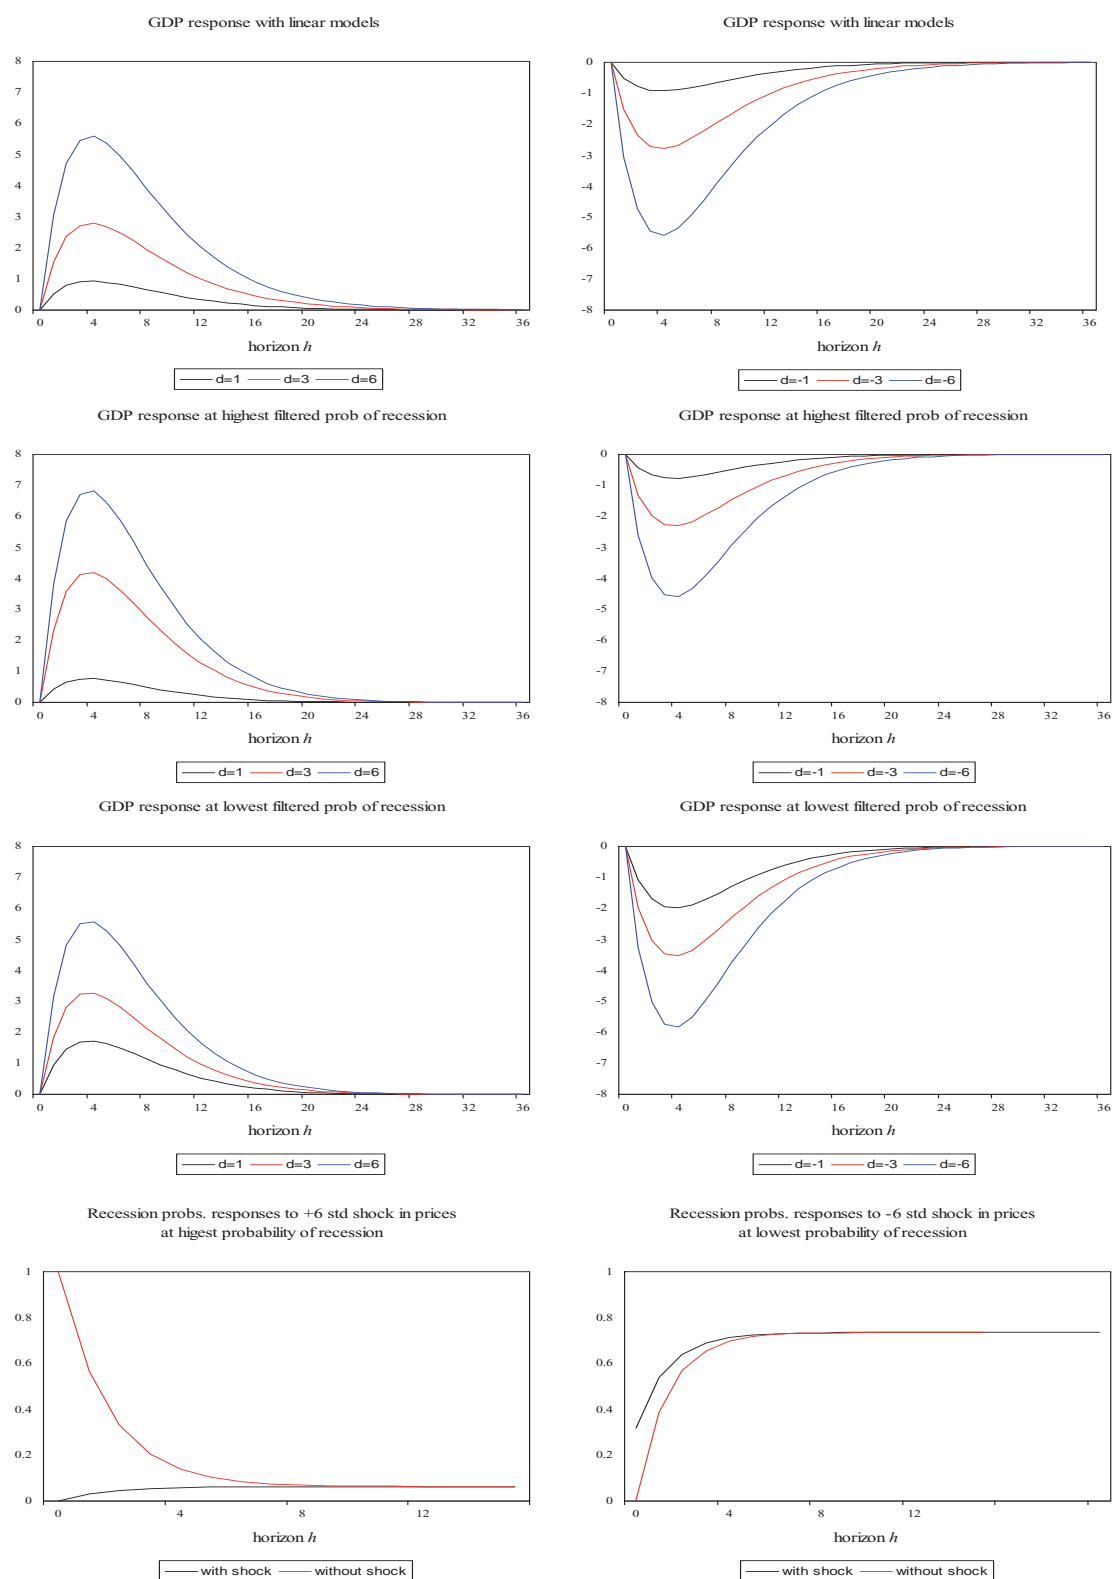 GDP response with linear models
8
7
6
5
4
3
2
1
0
0 4 8 12 16 20 24 28 32 36
horizon h
d=1 d=3 d=6
GDP response with linear models
0
-1
-2
-3
-4
-5
-6
-7
-8
0 4 8 12 16 20 24 28 32 36
horizon h
d=-1 d=-3 d=-6
GDP response at highest filtered prob of recession
8
7
6
5
4
3
2
1
0
0 4 8 12 16 20 24 28 32 36
horizon h
d=1 d=3 d=6
GDP response at highest filtered prob of recession
0
-1
-2
-3
-4
-5
-6
-7
-8
0 4 8 12 16 20 24 28 32 36
horizon h
d=-1 d=-3 d=-6
GDP response at lowest filtered prob of recession
8
7
6
5
4
3
2
1
0
0 4 8 12 16 20 24 28 32 36
horizon h
d=1 d=3 d=6
GDP response at lowest filtered prob of recession
0
-1
-2
-3
-4
-5
-6
-7
-8
0 4 8 12 16 20 24 28 32 36
horizon h
d=-1 d=-3 d=-6
Recession probs. responses to +6 std shock in prices
at higest probability of recession
1
0.8
0.6
0.4
0.2
0
0 4 8 12
horizon h
with shock without shock
Recession probs. responses to -6 std shock in prices
at lowest probability of recession
1
0.8
0.6
0.4
0.2
0
0 4 8 12
horizon h
with shock without shock